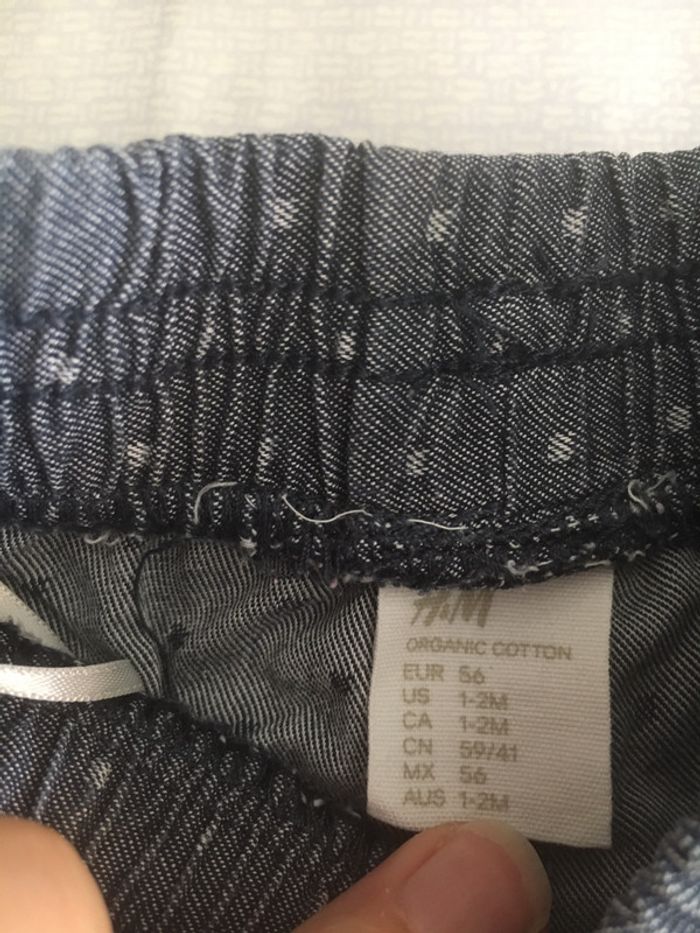 H&M
ORGANIC COTTON
EUR 56
US 1-2M
CA 1-2M
CN 59/41
MX 56
AUS 1-2M